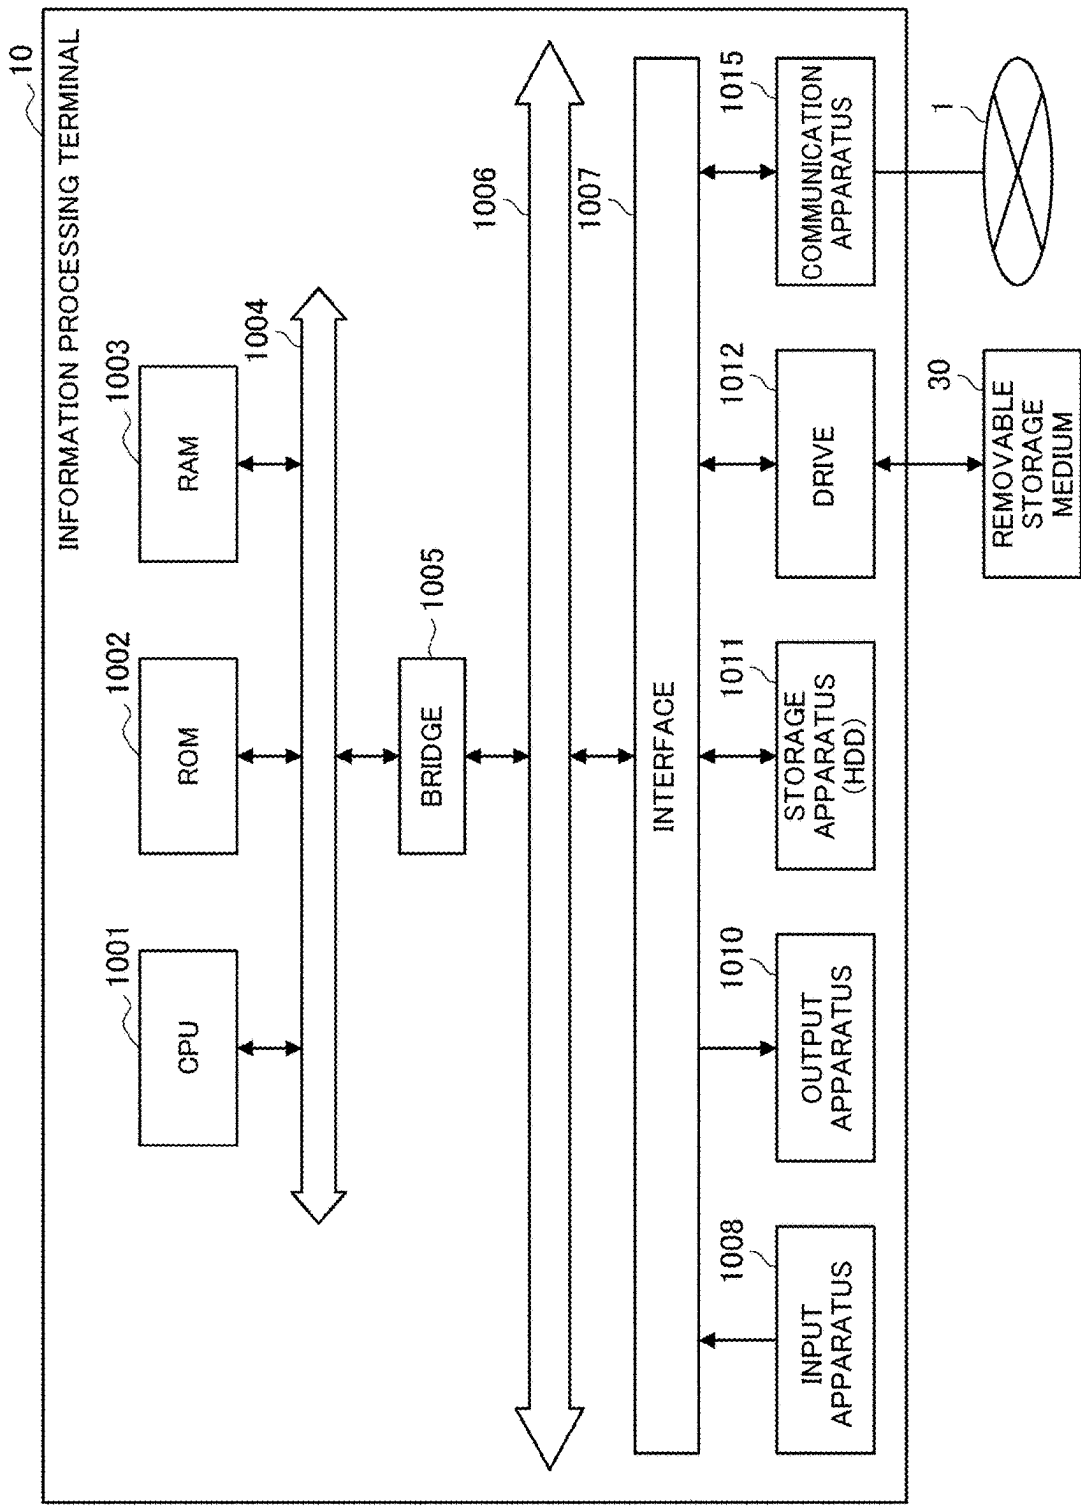 10
INFORMATION PROCESSING TERMINAL
1001
CPU
1002
ROM
1003
RAM
1004
BRIDGE
1005
1006
1007
INTERFACE
1008
INPUT
APPARATUS
1010
OUTPUT
APPARATUS
1011
STORAGE
APPARATUS
(HDD)
1012
DRIVE
1015
COMMUNICATION
APPARATUS
30
REMOVABLE
STORAGE
MEDIUM
1